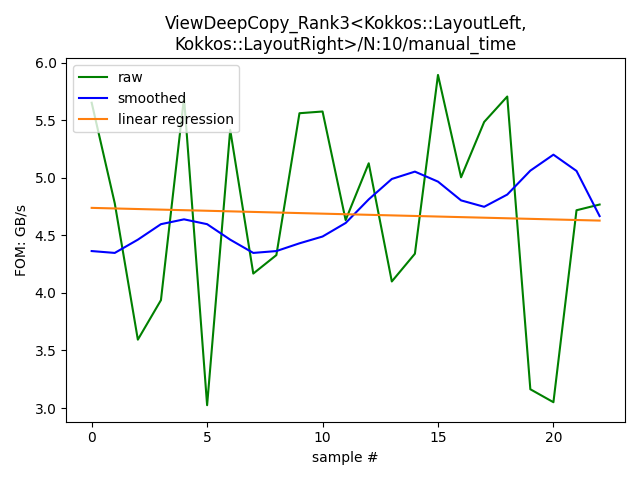 ViewDeepCopy_Rank3<Kokkos::LayoutLeft,
Kokkos::LayoutRight>/N:10/manual_time
raw
smoothed
linear regression
FOM: GB/s
6.0
5.5
5.0
4.5
4.0
3.5
3.0
0 5 10 15 20
sample #